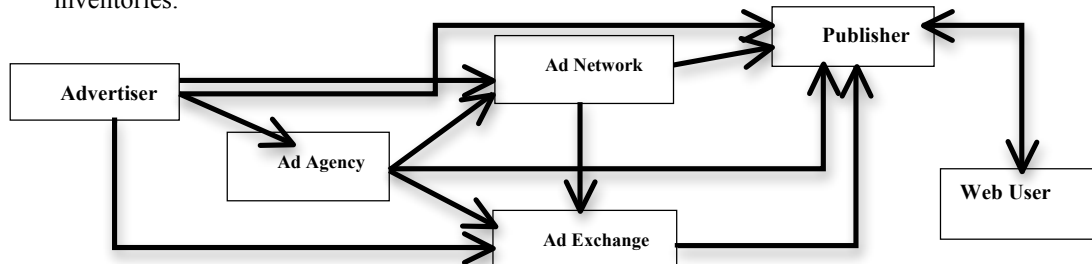 inventories.
Publisher
Ad Network
Advertiser
Ad Agency
Web User
Ad Exchange